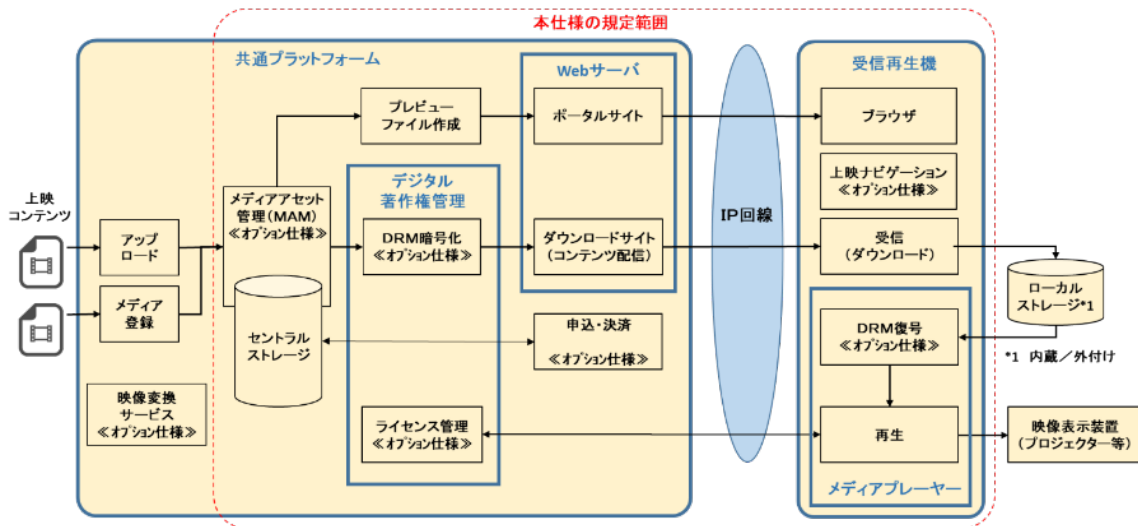 本仕様の規定範囲
共通プラットフォーム
Webサーバ
受信再生機
プレビュー
ファイル作成
ポータルサイト
ブラウザ
上映ナビゲーション
≪オプション仕様≫
デジタル
著作権管理
IP回線
上映
コンテンツ
アップ
ロード
メディアアセット
管理(MAM)
≪オプション仕様≫
DRM暗号化
≪オプション仕様≫
ダウンロードサイト
(コンテンツ配信)
受信
(ダウンロード)
メディア
登録
セントラル
ストレージ
申込・決済
≪オプション仕様≫
DRM復号
≪オプション仕様≫
ローカル
ストレージ*1
*1 内蔵/外付け
映像変換
サービス
≪オプション仕様≫
ライセンス管理
≪オプション仕様≫
再生
映像表示装置
(プロジェクター等)
メディアプレーヤー